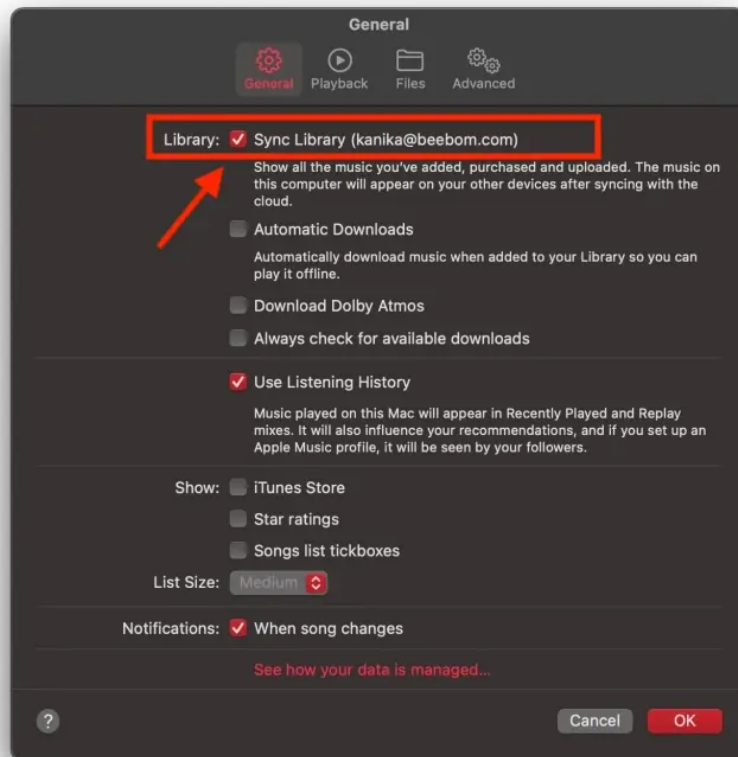 General
General Playback Files Advanced
Library: Sync Library (kanika@beebom.com)
Show all the music you've added, purchased and uploaded. The music on
this computer will appear on your other devices after syncing with the
cloud.
Automatic Downloads
Automatically download music when added to your Library so you can
play it offline.
Download Dolby Atmos
Always check for available downloads
Use Listening History
Music played on this Mac will appear in Recently Played and Replay
mixes. It will also influence your recommendations, and if you set up an
Apple Music profile, it will be seen by your followers.
Show: iTunes Store
Star ratings
Songs list tickboxes
List Size: Medium
Notifications: When song changes
See how your data is managed...
? Cancel OK